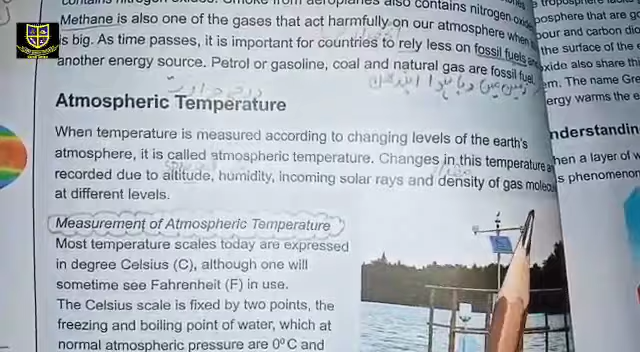 contains nitrogen oxides. Smoke from aeroplanes also contains nitrogen oxide
Methane is also one of the gases that act harmfully on our atmosphere when
is big. As time passes, it is important for countries to rely less on fossil fuels and
another energy source. Petrol or gasoline, coal and natural gas are fossil fuel
Atmospheric Temperature
When temperature is measured according to changing levels of the earth's
atmosphere, it is called atmospheric temperature. Changes in this temperature
recorded due to altitude, humidity, incoming solar rays and density of gas molecu
at different levels.
Measurement of Atmospheric Temperature
Most temperature scales today are expressed
in degree Celsius (C), although one will
sometime see Fahrenheit (F) in use.
The Celsius scale is fixed by two points, the
freezing and boiling point of water, which at
normal atmospheric pressure are 0°C and
posphere that are g
our and carbon dio
the surface of the e
oxide also share thi
m. The name Gre
ergy warms the e
nderstandin
hen a layer of w
s phenomenon